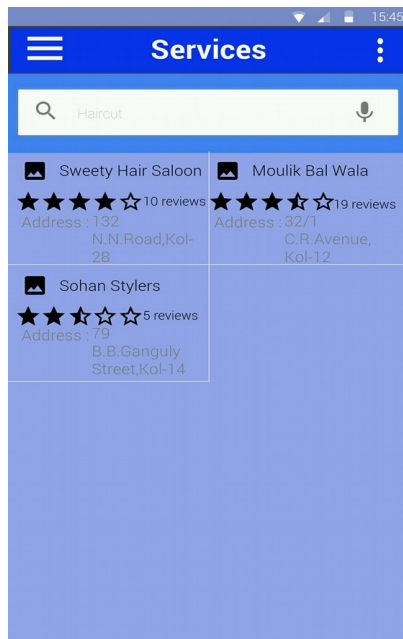 15:45
Services
Haircut
Sweety Hair Saloon
10 reviews
Address : 132
N.N.Road,Kol-
28
Moulik Bal Wala
19 reviews
Address : 32/1
C.R.Avenue,
Kol-12
Sohan Stylers
5 reviews
Address : 79
B.B.Ganguly
Street,Kol-14